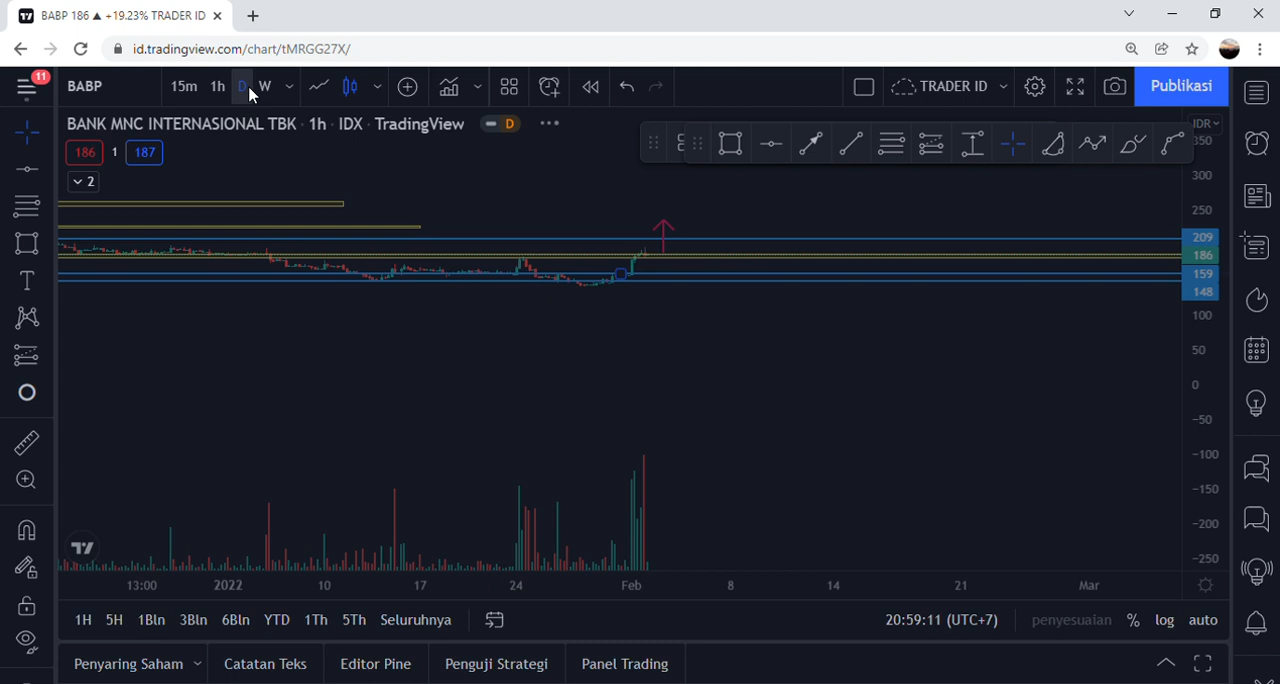 BABP 186 ▲ +19.23% TRADER ID
id.tradingview.com/chart/tMRGG27X/
11
BABP 15m 1h D W TRADER ID Publikasi
BANK MNC INTERNASIONAL TBK · 1h · IDX · TradingView D
186 1 187
2
IDR
350
300
250
209
186
159
148
100
50
0
−50
−100
−150
−200
−250
13:00 2022 10 17 24 Feb 8 14 21 Mar
1H 5H 1Bln 3Bln 6Bln YTD 1Th 5Th Seluruhnya 20:59:11 (UTC+7) penyesuaian % log auto
Penyaring Saham Catatan Teks Editor Pine Penguji Strategi Panel Trading